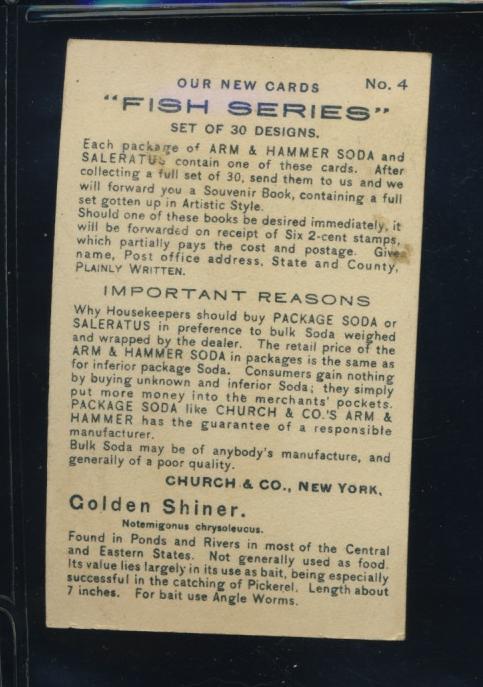 OUR NEW CARDS No. 4
"FISH SERIES"
SET OF 30 DESIGNS.
Each package of ARM & HAMMER SODA and
SALERATUS contain one of these cards. After
collecting a full set of 30, send them to us and we
will forward you a Souvenir Book, containing a full
set gotten up in Artistic Style.
Should one of these books be desired immediately, it
will be forwarded on receipt of Six 2-cent stamps,
which partially pays the cost and postage. Give
name, Post office address, State and County,
PLAINLY WRITTEN.
IMPORTANT REASONS
Why Housekeepers should buy PACKAGE SODA or
SALERATUS in preference to bulk Soda weighed
and wrapped by the dealer. The retail price of the
ARM & HAMMER SODA in packages is the same as
for inferior package Soda. Consumers gain nothing
by buying unknown and inferior Soda; they simply
put more money into the merchants' pockets.
PACKAGE SODA like CHURCH & CO.'S ARM &
HAMMER has the guarantee of a responsible
manufacturer.
Bulk Soda may be of anybody's manufacture, and
generally of a poor quality.
CHURCH & CO., NEW YORK.
Golden Shiner.
Notemigonus chrysoleucus.
Found in Ponds and Rivers in most of the Central
and Eastern States. Not generally used as food.
Its value lies largely in its use as bait, being especially
successful in the catching of Pickerel. Length about
7 inches. For bait use Angle Worms.